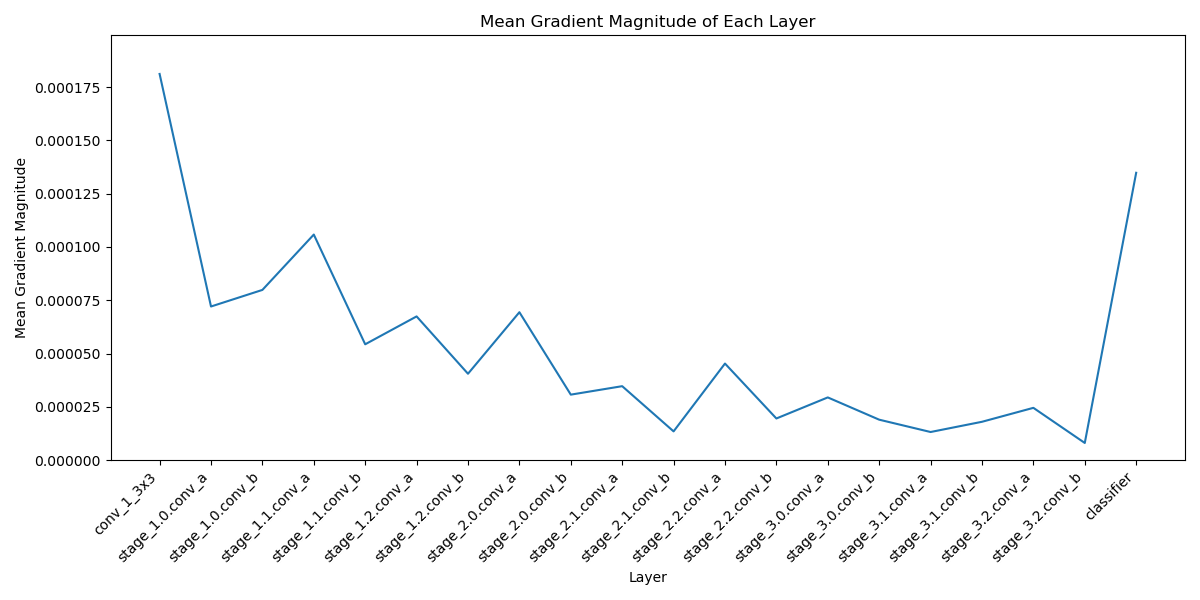 Mean Gradient Magnitude of Each Layer
Mean Gradient Magnitude
0.000175
0.000150
0.000125
0.000100
0.000075
0.000050
0.000025
0.000000
conv_1_3x3
stage_1.0.conv_a
stage_1.0.conv_b
stage_1.1.conv_a
stage_1.1.conv_b
stage_1.2.conv_a
stage_1.2.conv_b
stage_2.0.conv_a
stage_2.0.conv_b
stage_2.1.conv_a
stage_2.1.conv_b
stage_2.2.conv_a
stage_2.2.conv_b
stage_3.0.conv_a
stage_3.0.conv_b
stage_3.1.conv_a
stage_3.1.conv_b
stage_3.2.conv_a
stage_3.2.conv_b
classifier
Layer